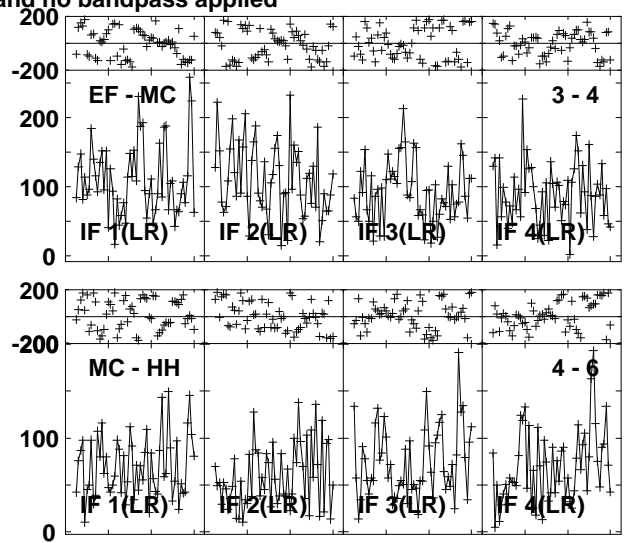 and no bandpass applied
200
-200
EF - MC
3 - 4
200
100
0
IF 1(LR)
IF 2(LR)
IF 3(LR)
IF 4(LR)
200
-200
MC - HH
4 - 6
100
0
IF 1(LR)
IF 2(LR)
IF 3(LR)
IF 4(LR)